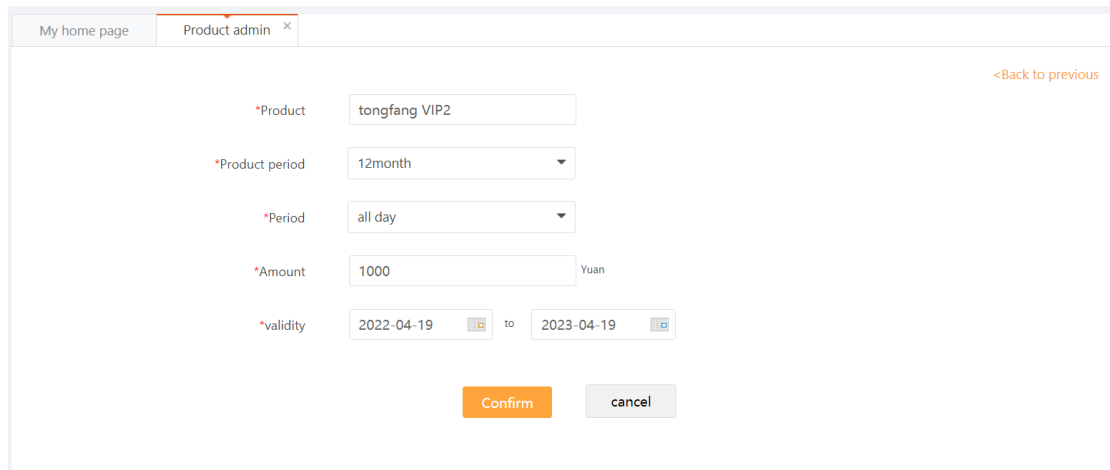 My home page
Product admin ×
<Back to previous
*Product tongfang VIP2
*Product period 12month
*Period all day
*Amount 1000 Yuan
*validity 2022-04-19 to 2023-04-19
Confirm cancel